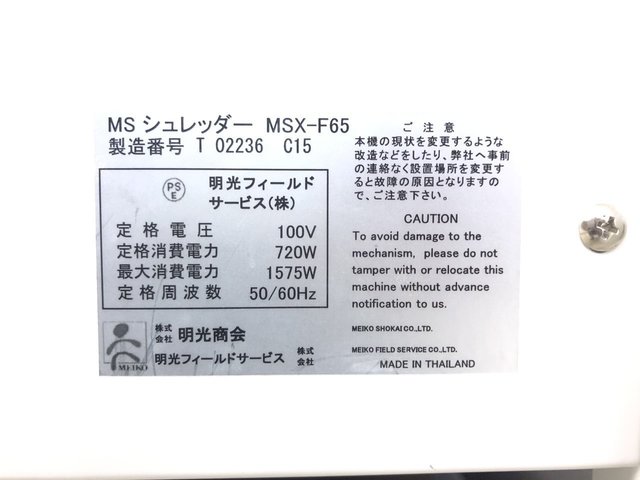 MS シュレッダー MSX-F65
製造番号 T 02236 C15
PS
E
明光フィールド
サービス(株)
定格電圧 100V
定格消費電力 720W
最大消費電力 1575W
定格周波数 50/60Hz
MEIKO
株式
会社 明光商会
明光フィールドサービス 株式
会社
ご注意
本機の現状を変更するような
改造などをしたり、弊社へ事前
の連絡なく設置場所を変更
すると故障の原因となりますの
で、ご注意下さい。
CAUTION
To avoid damage to the
mechanism, please do not
tamper with or relocate this
machine without advance
notification to us.
MEIKO SHOKAI CO.,LTD.
MEIKO FIELD SERVICE CO.,LTD.
MADE IN THAILAND